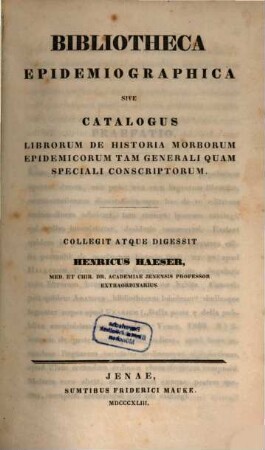 BIBLIOTHECA
EPIDEMIOGRAPHICA
SIVE
CATALOGUS
LIBRORUM DE HISTORIA MORBORUM
EPIDEMICORUM TAM GENERALI QUAM
SPECIALI CONSCRIPTORUM.
COLLEGIT ATQUE DIGESSIT
HENRICUS HAESER,
MED. ET CHIR. DR. ACADEMIAE JENENSIS PROFESSOR
EXTRAORDINARIUS.
JENAE,
SUMTIBUS FRIDERICI MAUKE.
MDCCCXLIII.